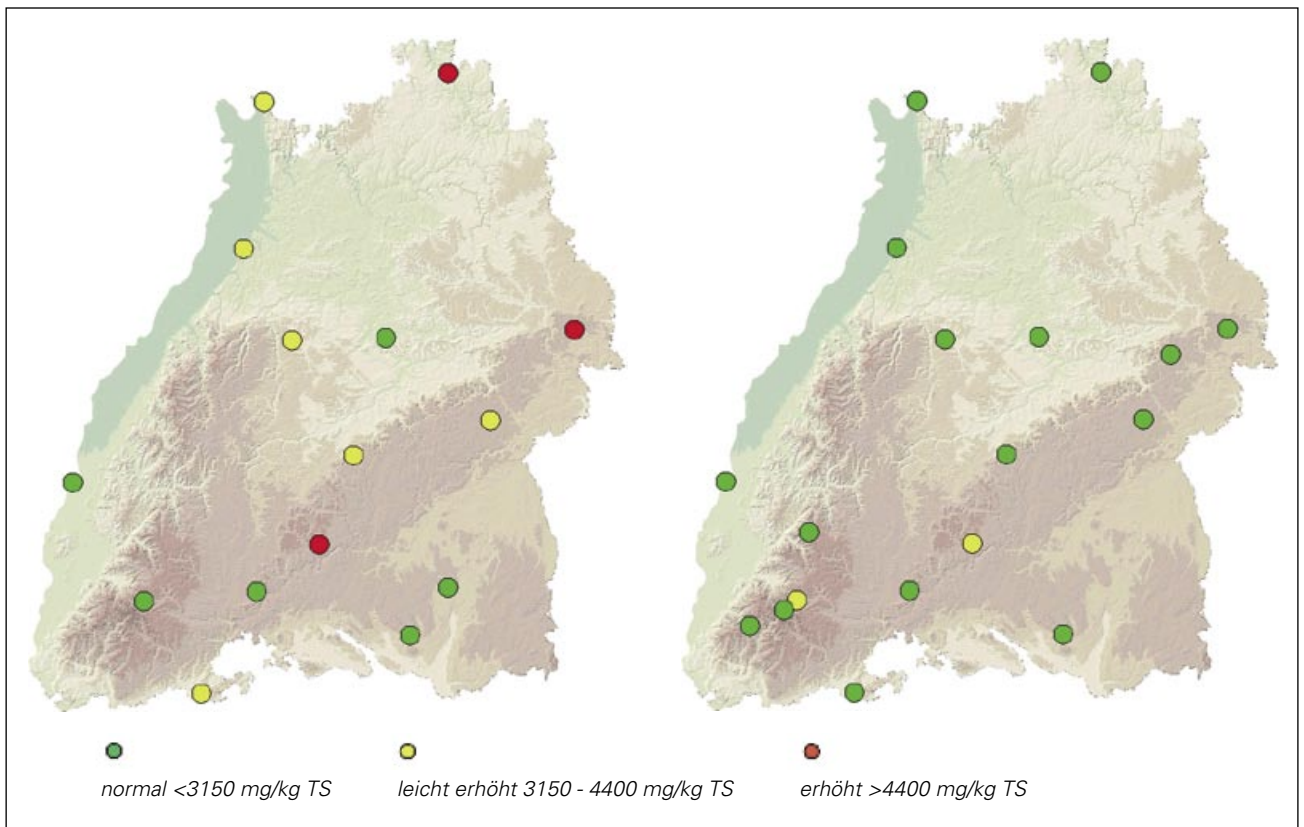 normal <3150 mg/kg TS
leicht erhöht 3150 - 4400 mg/kg TS
erhöht >4400 mg/kg TS